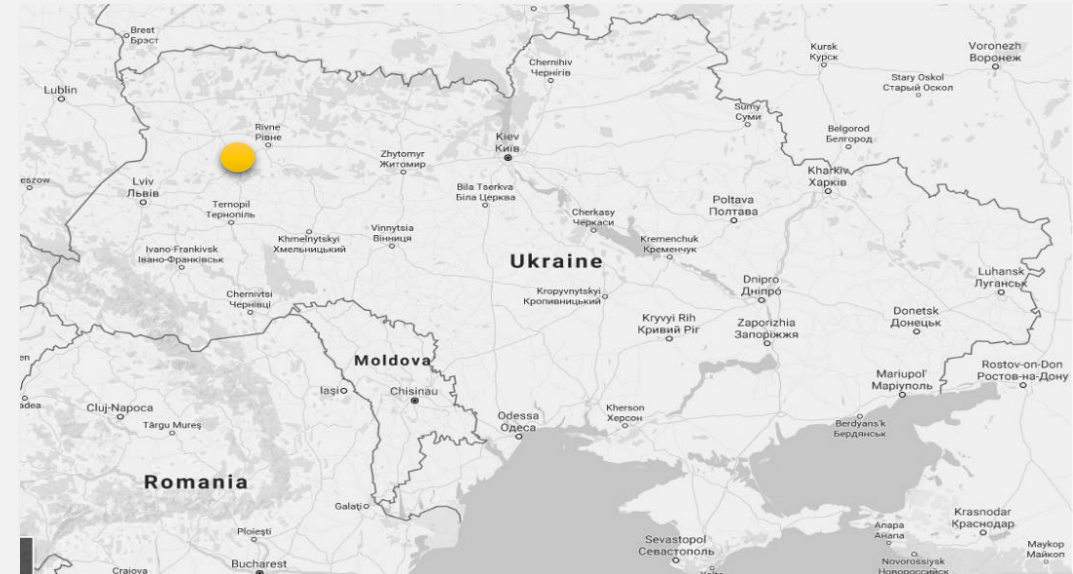 Brest
Брэст
Chernihiv
Чернігів
Kursk
Курск
Voronezh
Воронеж
Stary Oskol
Старый Оскол
Lublin
Sumy
Суми
Rivne
Рівне
Kiev
Київ
Belgorod
Белгород
Zhytomyr
Житомир
eszow
Lviv
Львів
Kharkiv
Харків
Bila Tserkva
Біла Церква
Ternopil
Тернопіль
Poltava
Полтава
Cherkasy
Черкаси
Khmelnytskyi
Хмельницький
Vinnytsia
Вінниця
Kremenchuk
Кременчук
Ivano-Frankivsk
Івано-Франківськ
Ukraine
Luhansk
Луганськ
Dnipro
Дніпро
Chernivtsi
Чернівці
Kropyvnytskyi
Кропивницький
Kryvyi Rih
Кривий Ріг
Zaporizhia
Запоріжжя
Donetsk
Донецьк
Moldova
Rostov-on-Don
Ростов-на-Дону
Mariupol'
Маріуполь
Iași
Chisinau
Cluj-Napoca
Târgu Mureș
Odessa
Одеса
Kherson
Херсон
Berdyans'k
Бердянськ
Romania
Galați
Krasnodar
Краснодар
Ploiești
Anapa
Анапа
Sevastopol
Севастополь
Maykop
Майкоп
Craiova
Bucharest
Novorossiysk
Новороссийск